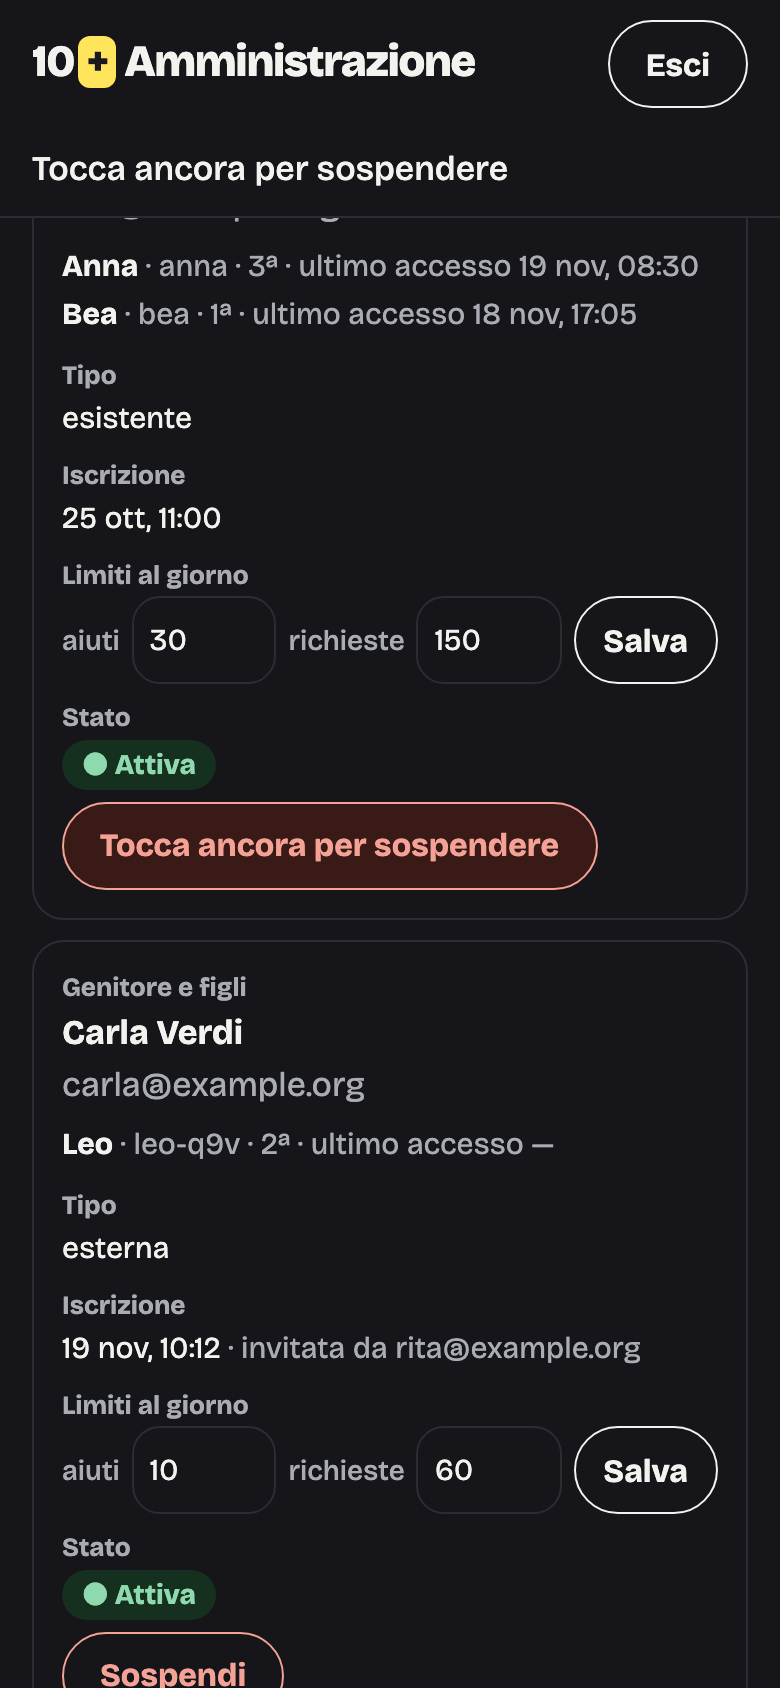 10+ Amministrazione
Esci
Tocca ancora per sospendere
Anna · anna · 3ª · ultimo accesso 19 nov, 08:30
Bea · bea · 1ª · ultimo accesso 18 nov, 17:05
Tipo
esistente
Iscrizione
25 ott, 11:00
Limiti al giorno
aiuti 30 richieste 150 Salva
Stato
Attiva
Tocca ancora per sospendere
Genitore e figli
Carla Verdi
carla@example.org
Leo · leo-q9v · 2ª · ultimo accesso —
Tipo
esterna
Iscrizione
19 nov, 10:12 · invitata da rita@example.org
Limiti al giorno
aiuti 10 richieste 60 Salva
Stato
Attiva
Sospendi